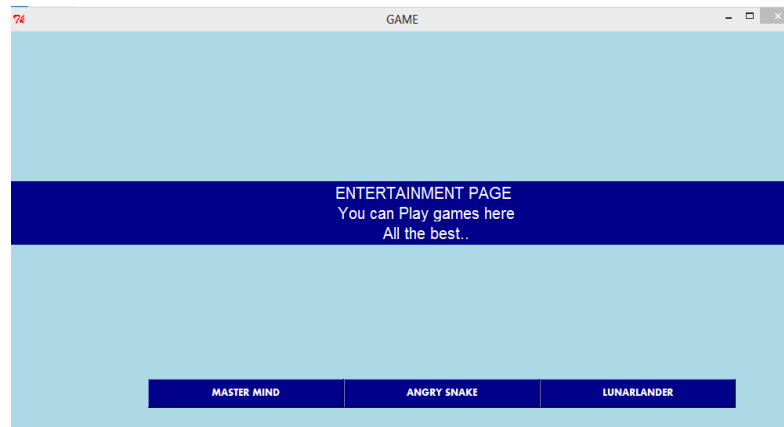 GAME
ENTERTAINMENT PAGE
You can Play games here
All the best..
MASTER MIND
ANGRY SNAKE
LUNARLANDER